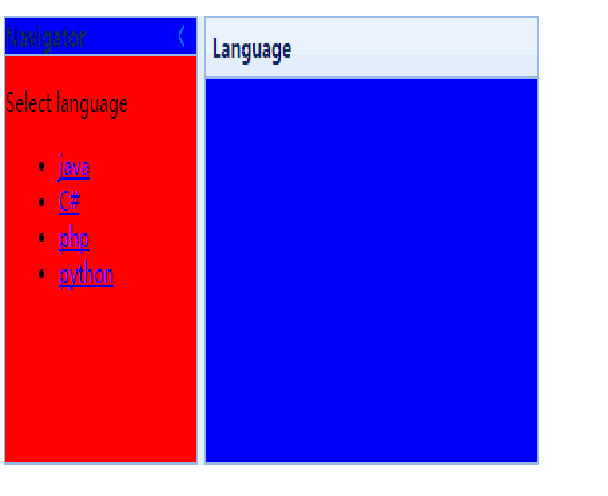 Navigator
Language
Select language
java
C#
php
python